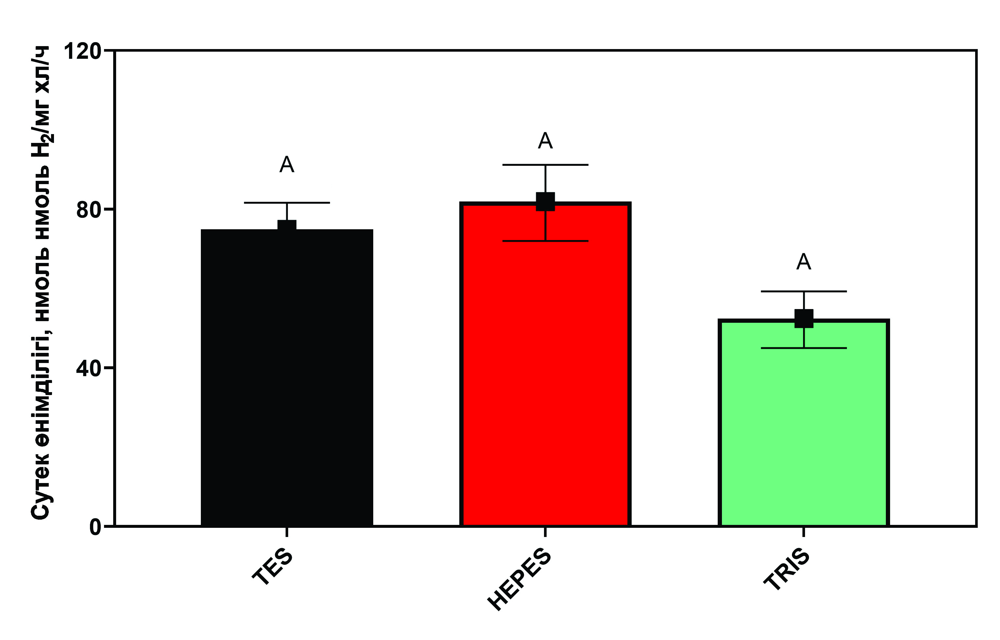 Сутек өнімділігі, нмоль нмоль H₂/мг хл/ч
120
80
40
0
A
A
A
TES
HEPES
TRIS